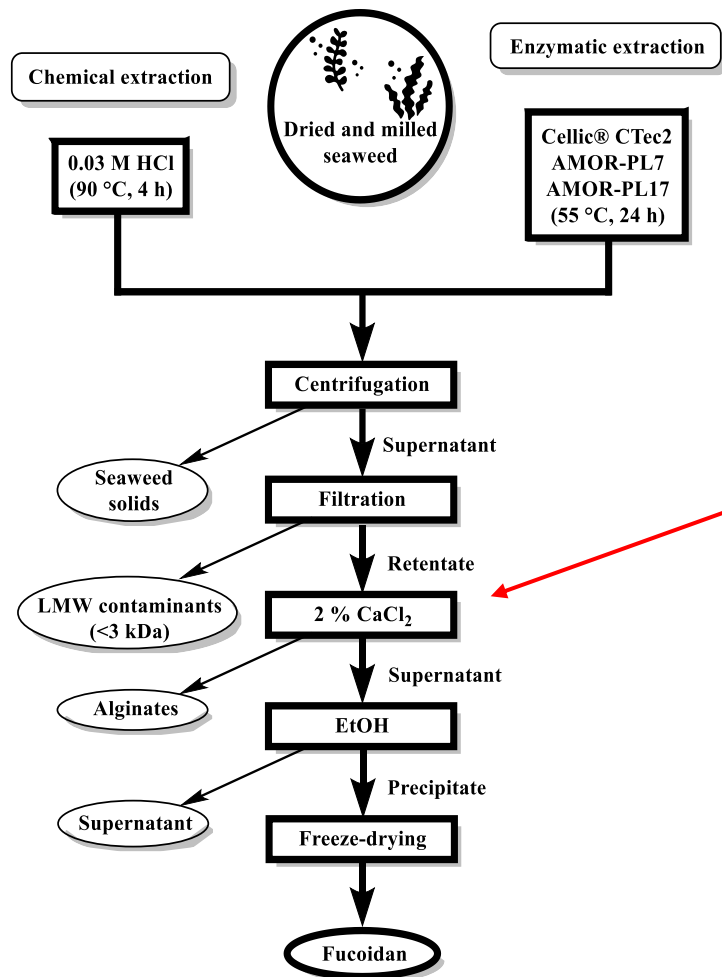 Chemical extraction
Dried and milled
seaweed
Enzymatic extraction
0.03 M HCl
(90 °C, 4 h)
Cellic® CTec2
AMOR-PL7
AMOR-PL17
(55 °C, 24 h)
Centrifugation
Supernatant
Seaweed
solids
Filtration
Retentate
LMW contaminants
(<3 kDa)
2 % CaCl₂
Supernatant
Alginates
EtOH
Precipitate
Supernatant
Freeze-drying
Fucoidan